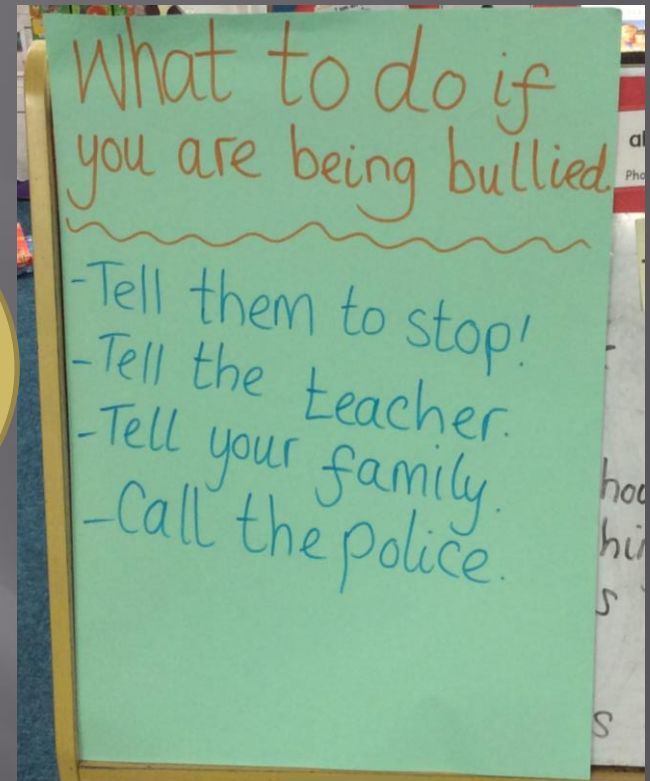 What to do if
you are being bullied.
-Tell them to stop!
-Tell the teacher.
-Tell your family.
-Call the police.